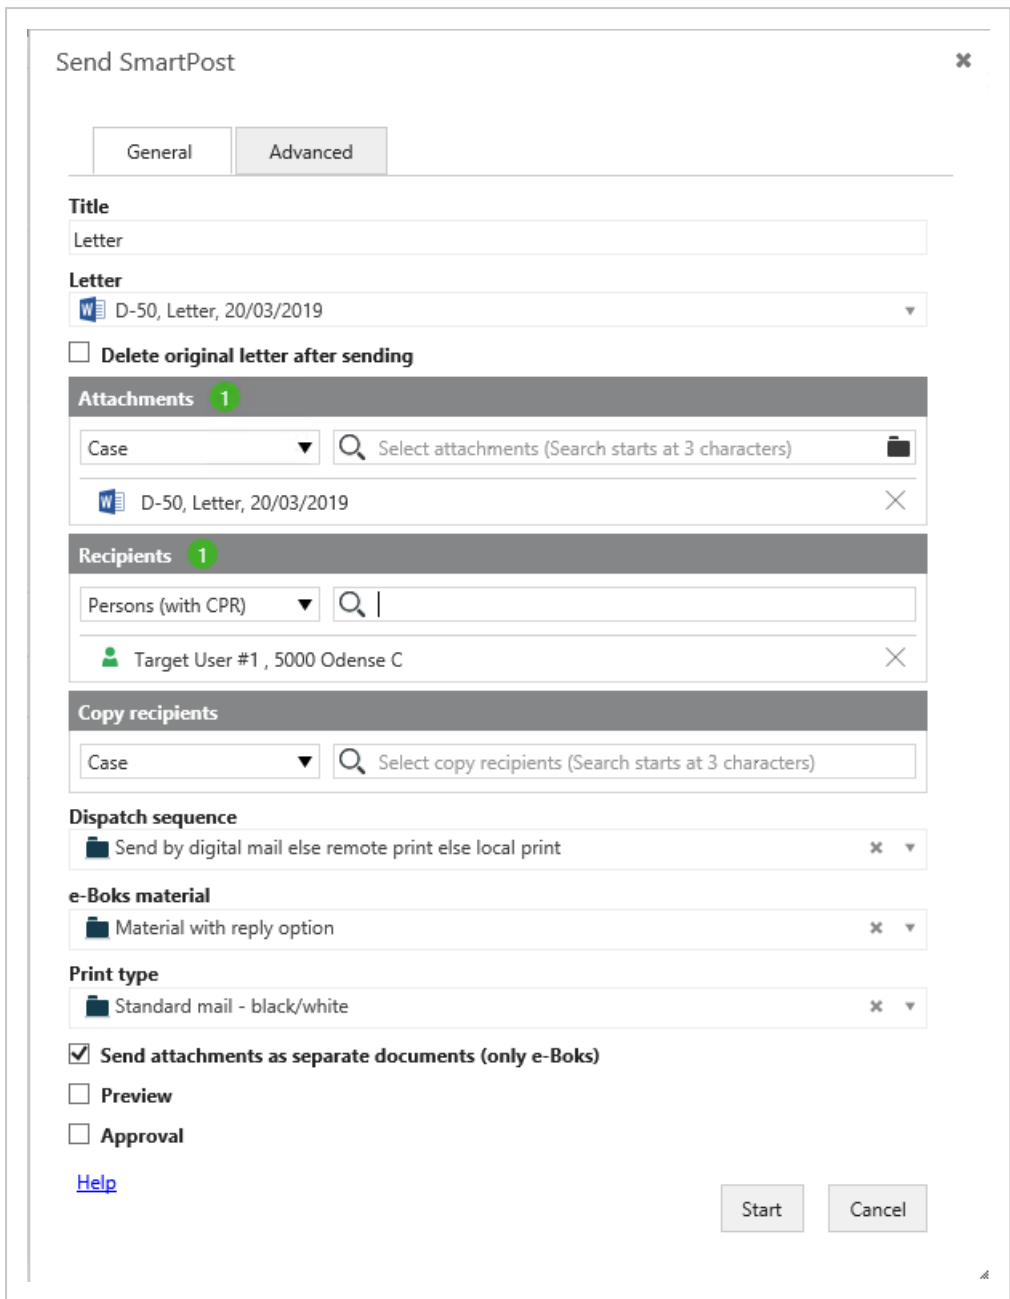 Send SmartPost
General Advanced
Title
Letter
Letter
D-50, Letter, 20/03/2019
Delete original letter after sending
Attachments 1
Case Select attachments (Search starts at 3 characters)
D-50, Letter, 20/03/2019
Recipients 1
Persons (with CPR)
Target User #1 , 5000 Odense C
Copy recipients
Case Select copy recipients (Search starts at 3 characters)
Dispatch sequence
Send by digital mail else remote print else local print
e-Boks material
Material with reply option
Print type
Standard mail - black/white
Send attachments as separate documents (only e-Boks)
Preview
Approval
Help
Start Cancel